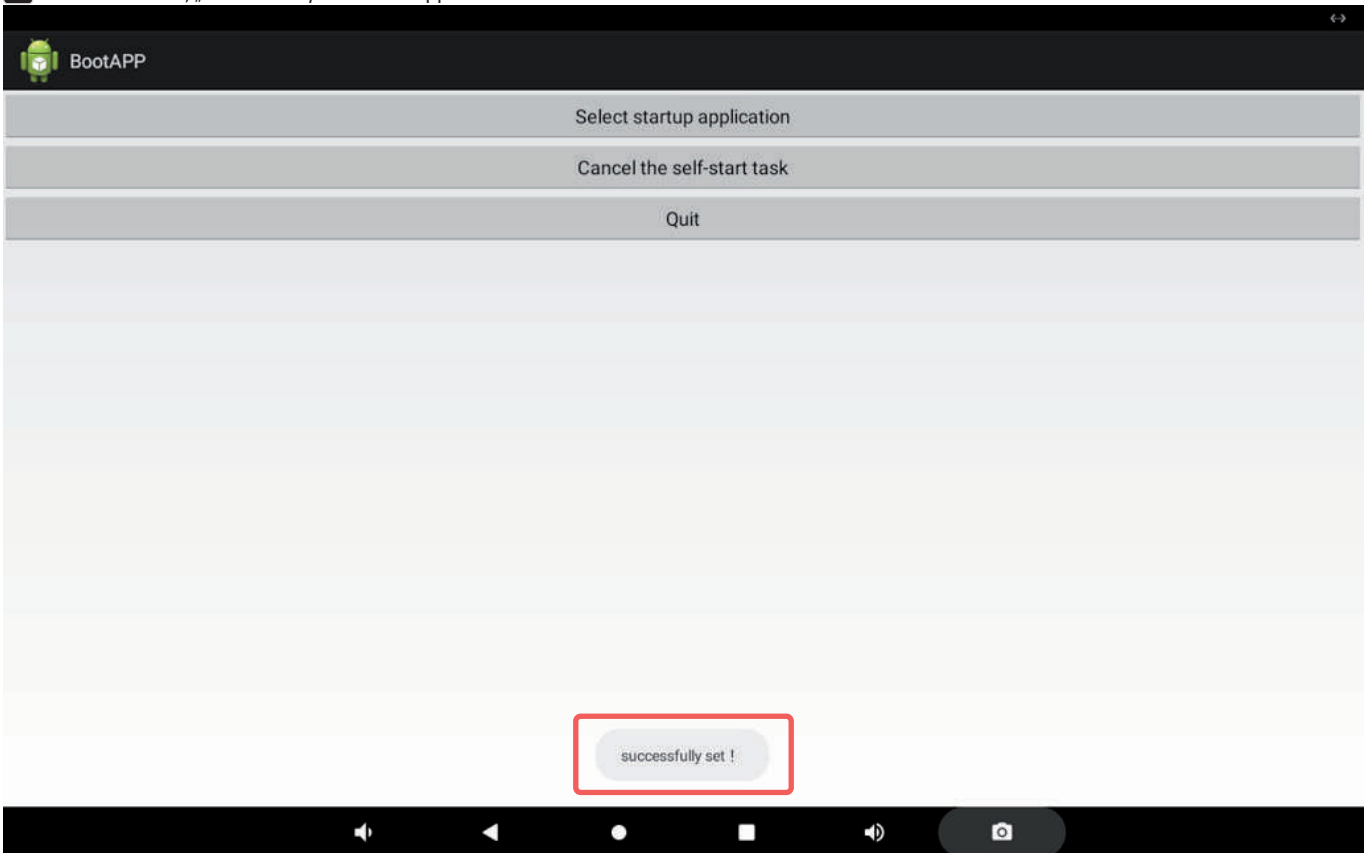 BootAPP
Select startup application
Cancel the self-start task
Quit
successfully set !